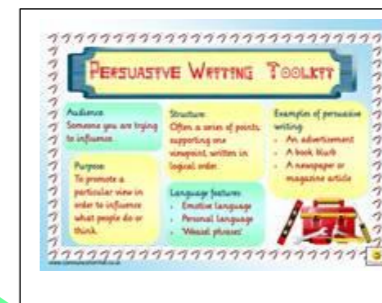 PERSUASIVE WRITING TOOLKIT
Audience
Someone you are trying
to influence.
Purpose
To promote a
particular view in
order to influence
what people do or
think.
Structure
Often a series of points
supporting one
viewpoint, written in
logical order.
Language features
• Emotive language
• Personal language
• 'Weasel phrases'
Examples of persuasive
writing
• An advertisement
• A book blurb
• A newspaper or
magazine article